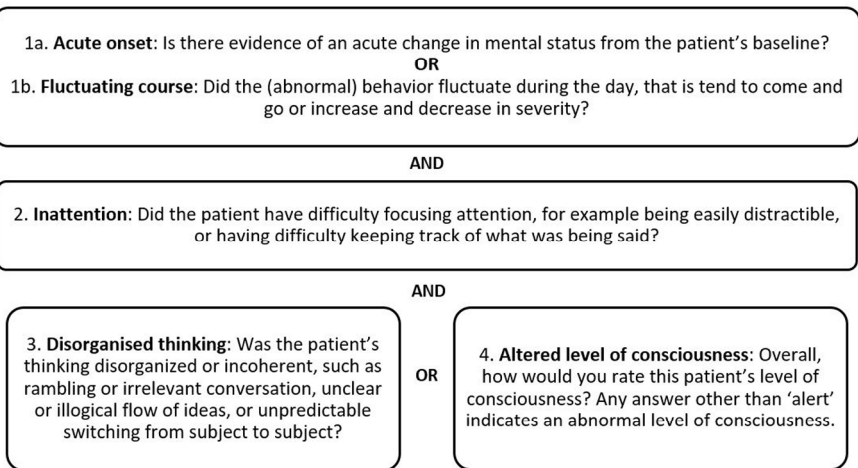 1a. Acute onset: Is there evidence of an acute change in mental status from the patient’s baseline?
OR
1b. Fluctuating course: Did the (abnormal) behavior fluctuate during the day, that is tend to come and
go or increase and decrease in severity?
AND
2. Inattention: Did the patient have difficulty focusing attention, for example being easily distractible,
or having difficulty keeping track of what was being said?
AND
3. Disorganised thinking: Was the patient’s
thinking disorganized or incoherent, such as
rambling or irrelevant conversation, unclear
or illogical flow of ideas, or unpredictable
switching from subject to subject?
OR
4. Altered level of consciousness: Overall,
how would you rate this patient’s level of
consciousness? Any answer other than ‘alert’
indicates an abnormal level of consciousness.